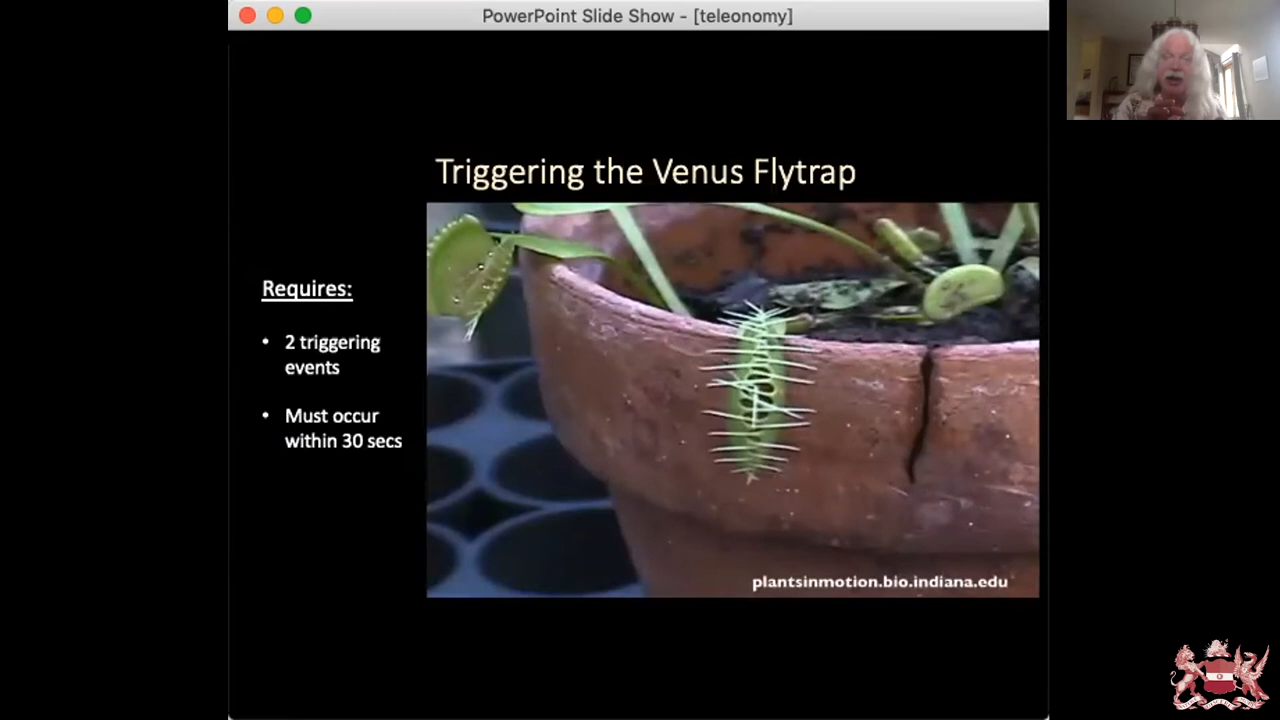 PowerPoint Slide Show - [teleonomy]
Triggering the Venus Flytrap
Requires:
• 2 triggering
events
• Must occur
within 30 secs
plantsinmotion.bio.indiana.edu